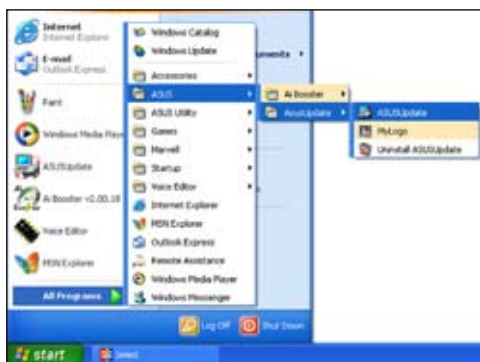 Internet
Internet Explorer
E-mail
Outlook Express
Paint
Windows Media Player
ASUSUpdate
Ai Booster v2.00.18
Voice Editor
MSN Explorer
All Programs
Windows Catalog
Windows Update
Accessories
ASUS
ASUS Utility
Games
Marvell
Startup
Voice Editor
Internet Explorer
MSN Explorer
Outlook Express
Remote Assistance
Windows Media Player
Windows Messenger
Ai Booster
AsusUpdate
ASUSUpdate
MyLogo
Uninstall ASUSUpdate
Log Off
Shut Down
start